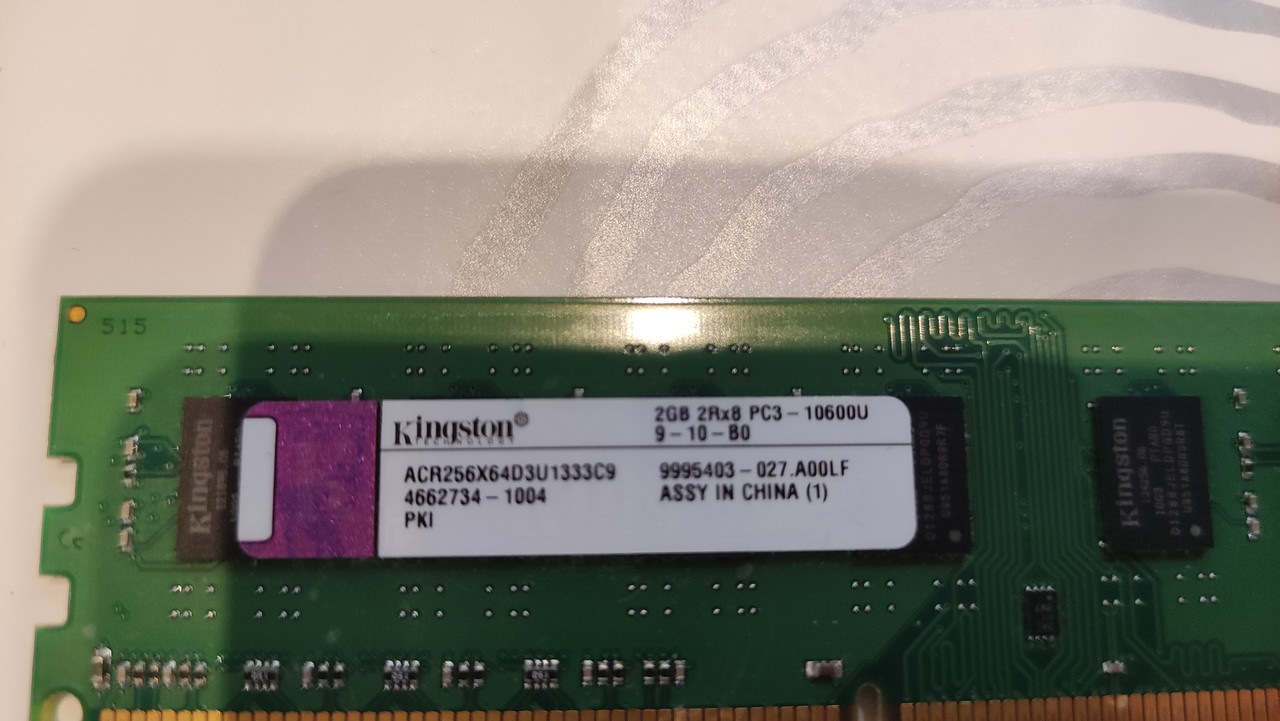 515
Kingston®
TECHNOLOGY
2GB 2Rx8 PC3-10600U
9-10-B0
ACR256X64D3U1333C9
4662734-1004
PKI
9995403-027.A00LF
ASSY IN CHINA (1)
Kingston
Kingston